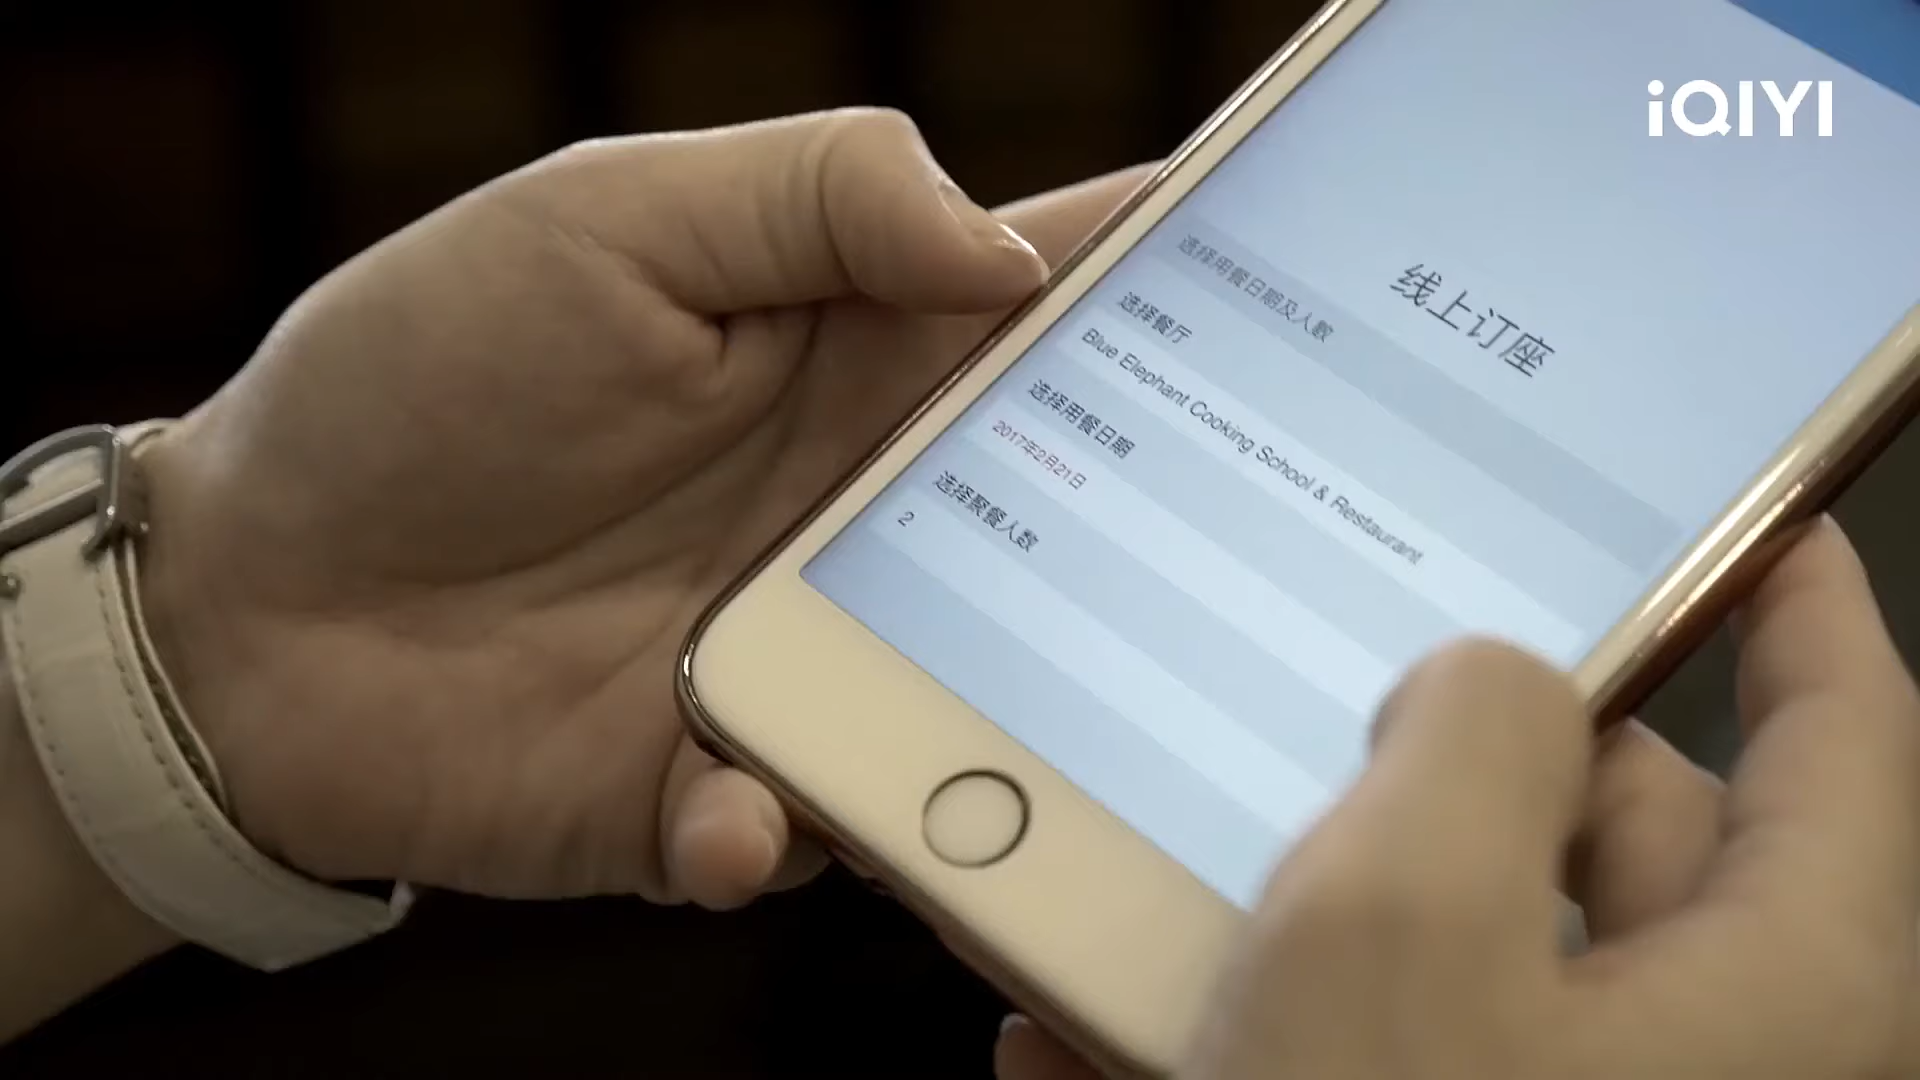 iQIYI
线上订座
选择用餐日期及人数
选择餐厅
Blue Elephant Cooking School & Restaurant
选择用餐日期
2017年2月21日
选择聚餐人数
2